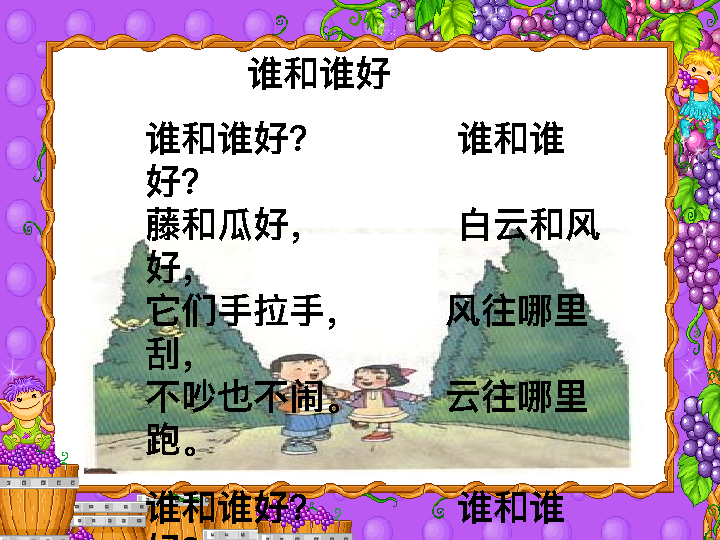 谁和谁好
谁和谁好？ 谁和谁
好？
藤和瓜好， 白云和风
好，
它们手拉手， 风往哪里
刮，
不吵也不闹。 云往哪里
跑。
谁和谁好？ 谁和谁
好？